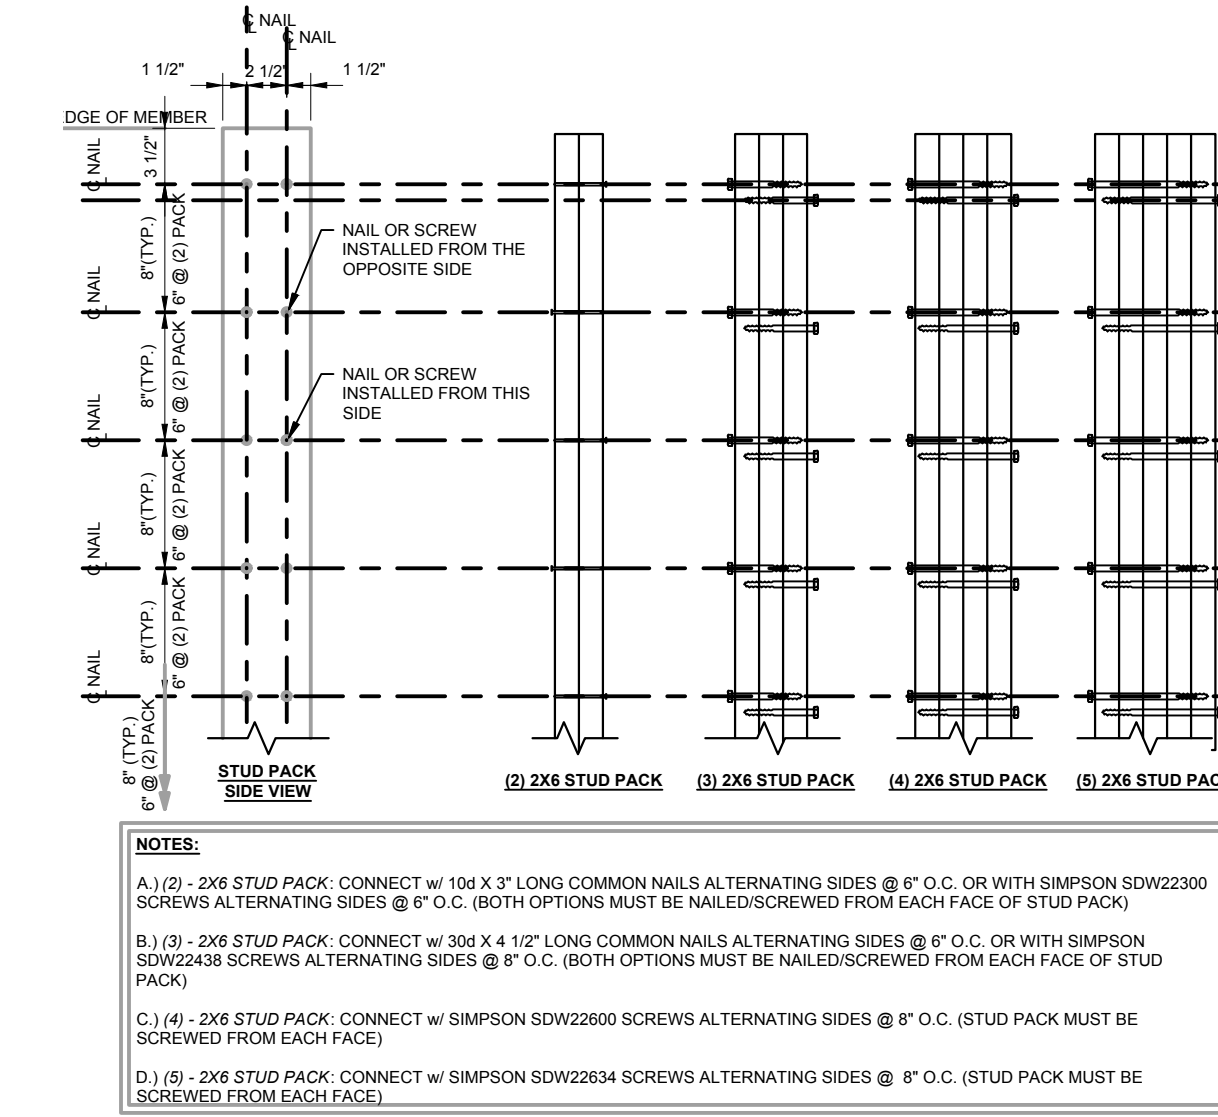 ℄ NAIL
℄ NAIL
1 1/2"
2 1/2"
1 1/2"
DGE OF MEMBER
3 1/2"
℄ NAIL
8"(TYP.)
6" @ (2) PACK
NAIL OR SCREW
INSTALLED FROM THE
OPPOSITE SIDE
℄ NAIL
8"(TYP.)
6" @ (2) PACK
NAIL OR SCREW
INSTALLED FROM THIS
SIDE
℄ NAIL
8"(TYP.)
6" @ (2) PACK
℄ NAIL
8"(TYP.)
6" @ (2) PACK
℄ NAIL
8" (TYP.)
6" @ (2) PACK
STUD PACK
SIDE VIEW
(2) 2X6 STUD PACK
(3) 2X6 STUD PACK
(4) 2X6 STUD PACK
(5) 2X6 STUD PAC
NOTES:
A.) (2) - 2X6 STUD PACK: CONNECT w/ 10d X 3" LONG COMMON NAILS ALTERNATING SIDES @ 6" O.C. OR WITH SIMPSON SDW22300
SCREWS ALTERNATING SIDES @ 6" O.C. (BOTH OPTIONS MUST BE NAILED/SCREWED FROM EACH FACE OF STUD PACK)
B.) (3) - 2X6 STUD PACK: CONNECT w/ 30d X 4 1/2" LONG COMMON NAILS ALTERNATING SIDES @ 6" O.C. OR WITH SIMPSON
SDW22438 SCREWS ALTERNATING SIDES @ 8" O.C. (BOTH OPTIONS MUST BE NAILED/SCREWED FROM EACH FACE OF STUD
PACK)
C.) (4) - 2X6 STUD PACK: CONNECT w/ SIMPSON SDW22600 SCREWS ALTERNATING SIDES @ 8" O.C. (STUD PACK MUST BE
SCREWED FROM EACH FACE)
D.) (5) - 2X6 STUD PACK: CONNECT w/ SIMPSON SDW22634 SCREWS ALTERNATING SIDES @ 8" O.C. (STUD PACK MUST BE
SCREWED FROM EACH FACE)